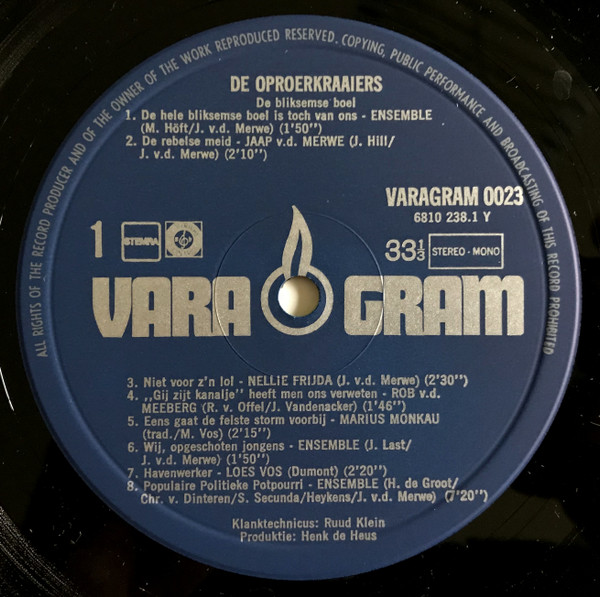 ALL RIGHTS OF THE RECORD PRODUCER AND OF THE OWNER OF THE WORK REPRODUCED RESERVED. COPYING, PUBLIC PERFORMANCE AND BROADCASTING OF THIS RECORD PROHIBITED
DE OPROERKRAAIERS
De bliksemse boel
1. De hele bliksemse boel is toch van ons - ENSEMBLE
(M. Höft/J. v.d. Merwe) (1'50")
2. De rebelse meid - JAAP v.d. MERWE (J. Hill/
J. v.d. Merwe) (2'10")
VARAGRAM 0023
6810 238.1 Y
1 STEMRA
33⅓ STEREO - MONO
VARA GRAM
3. Niet voor z'n lol - NELLIE FRIJDA (J. v.d. Merwe) (2'30")
4. ,,Gij zijt kanalje" heeft men ons verweten - ROB v.d.
MEEBERG (R. v. Offel/J. Vandenacker) (1'46")
5. Eens gaat de felste storm voorbij - MARIUS MONKAU
(trad./M. Vos) (2'15")
6. Wij, opgeschoten jongens - ENSEMBLE (J. Last/
J. v.d. Merwe) (1'50")
7. Havenwerker - LOES VOS (Dumont) (2'20")
8. Populaire Politieke Potpourri - ENSEMBLE (H. de Groot/
Chr. v. Dinteren/S. Secunda/Heykens/J. v.d. Merwe) (7'20")
Klanktechnicus: Ruud Klein
Produktie: Henk de Heus